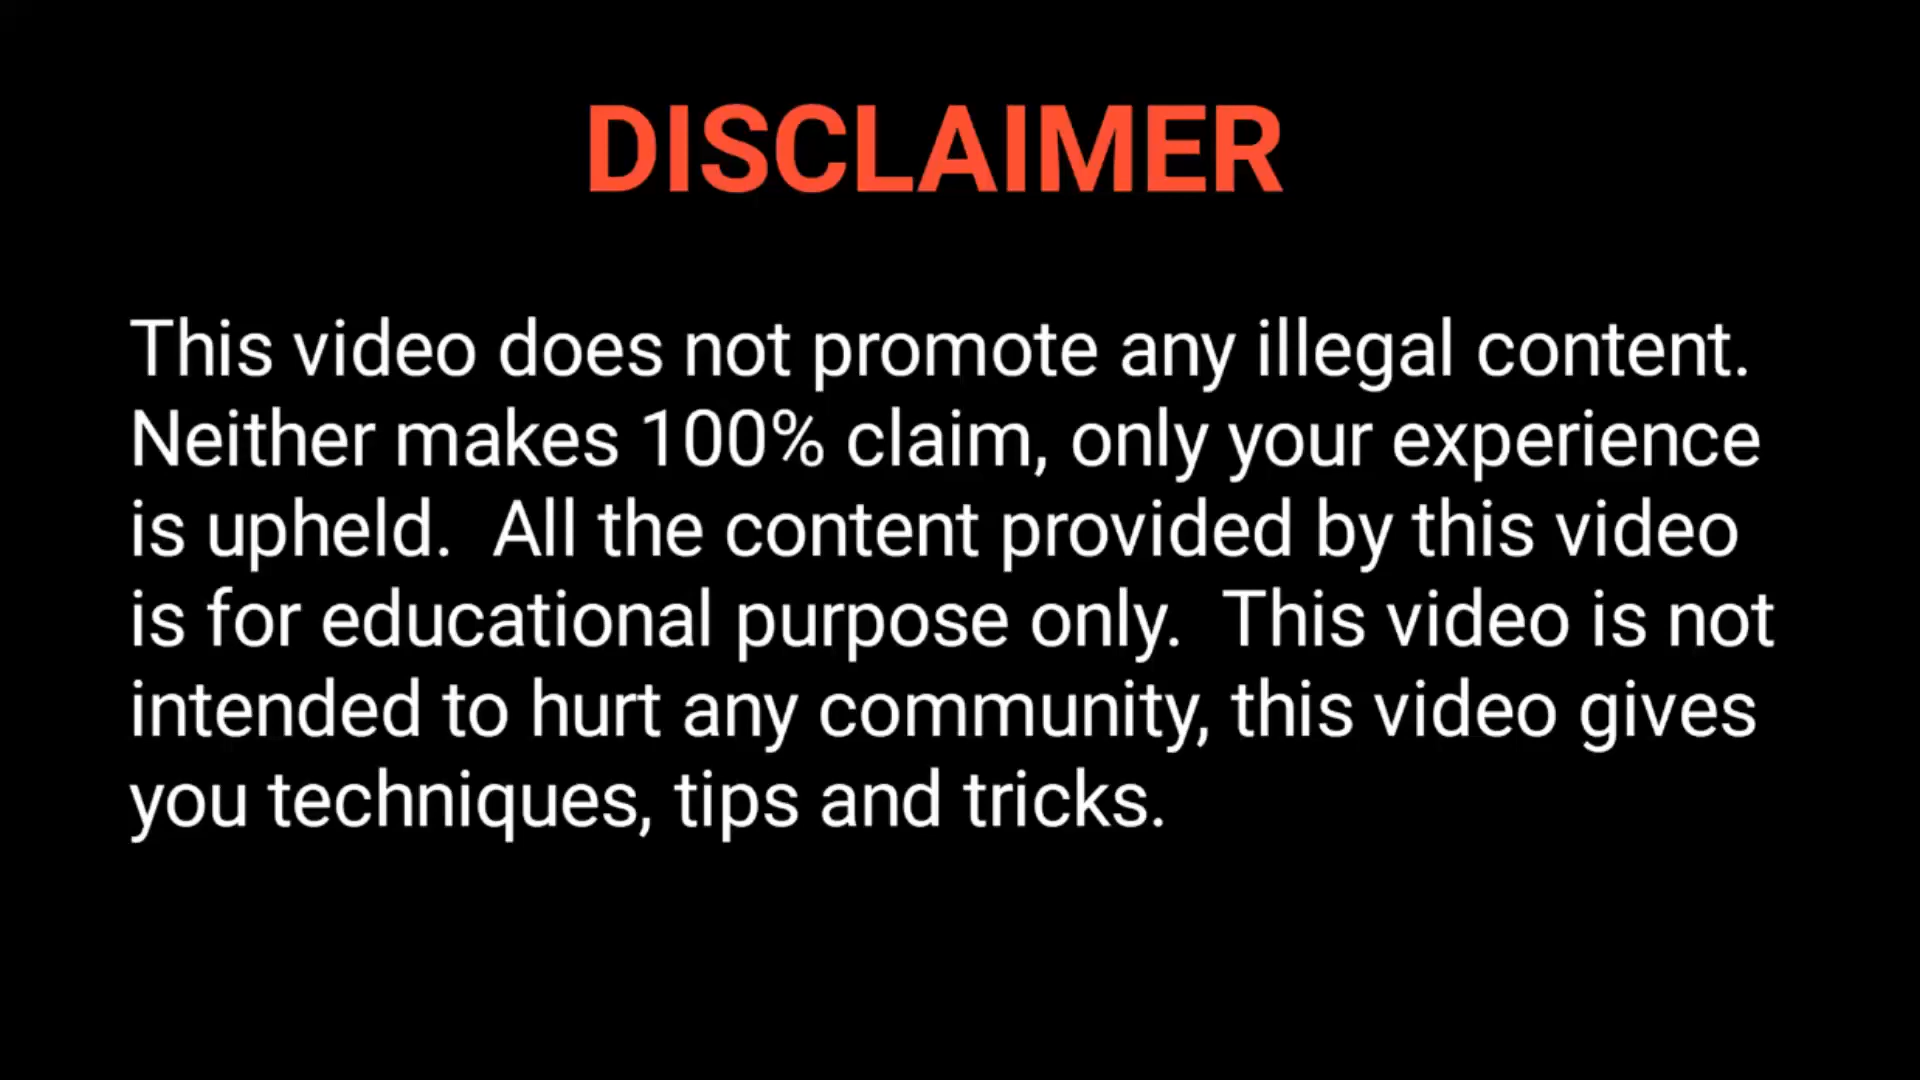 DISCLAIMER
This video does not promote any illegal content.
Neither makes 100% claim, only your experience
is upheld.  All the content provided by this video
is for educational purpose only.  This video is not
intended to hurt any community, this video gives
you techniques, tips and tricks.